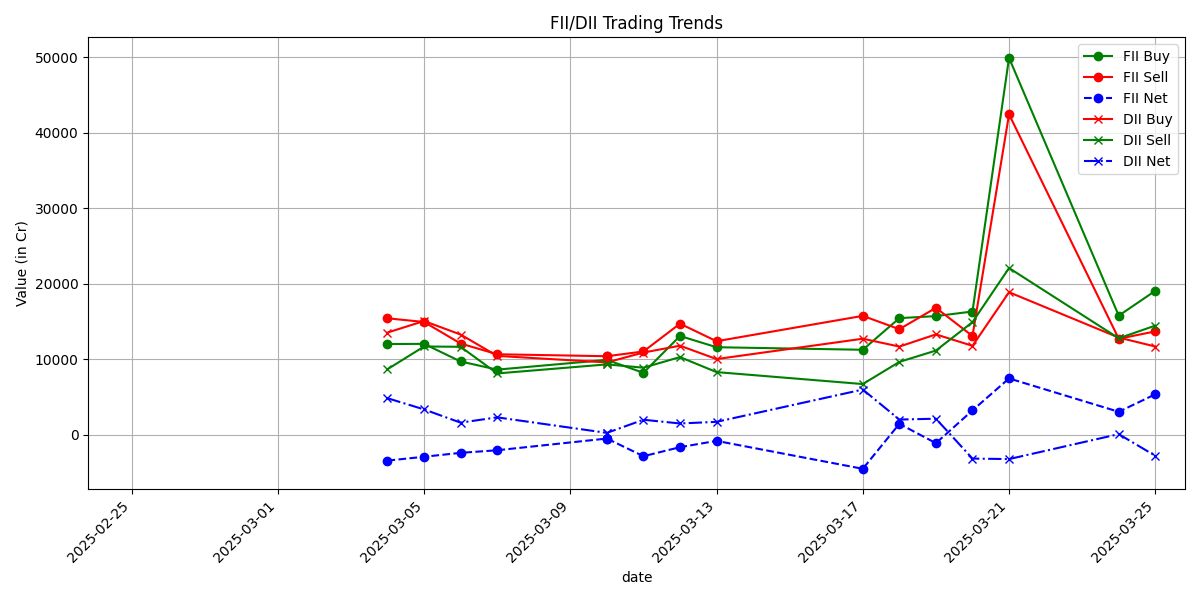 FII/DII Trading Trends
50000
40000
30000
20000
10000
0
Value (in Cr)
FII Buy
FII Sell
FII Net
DII Buy
DII Sell
DII Net
2025-02-25
2025-03-01
2025-03-05
2025-03-09
2025-03-13
2025-03-17
2025-03-21
2025-03-25
date